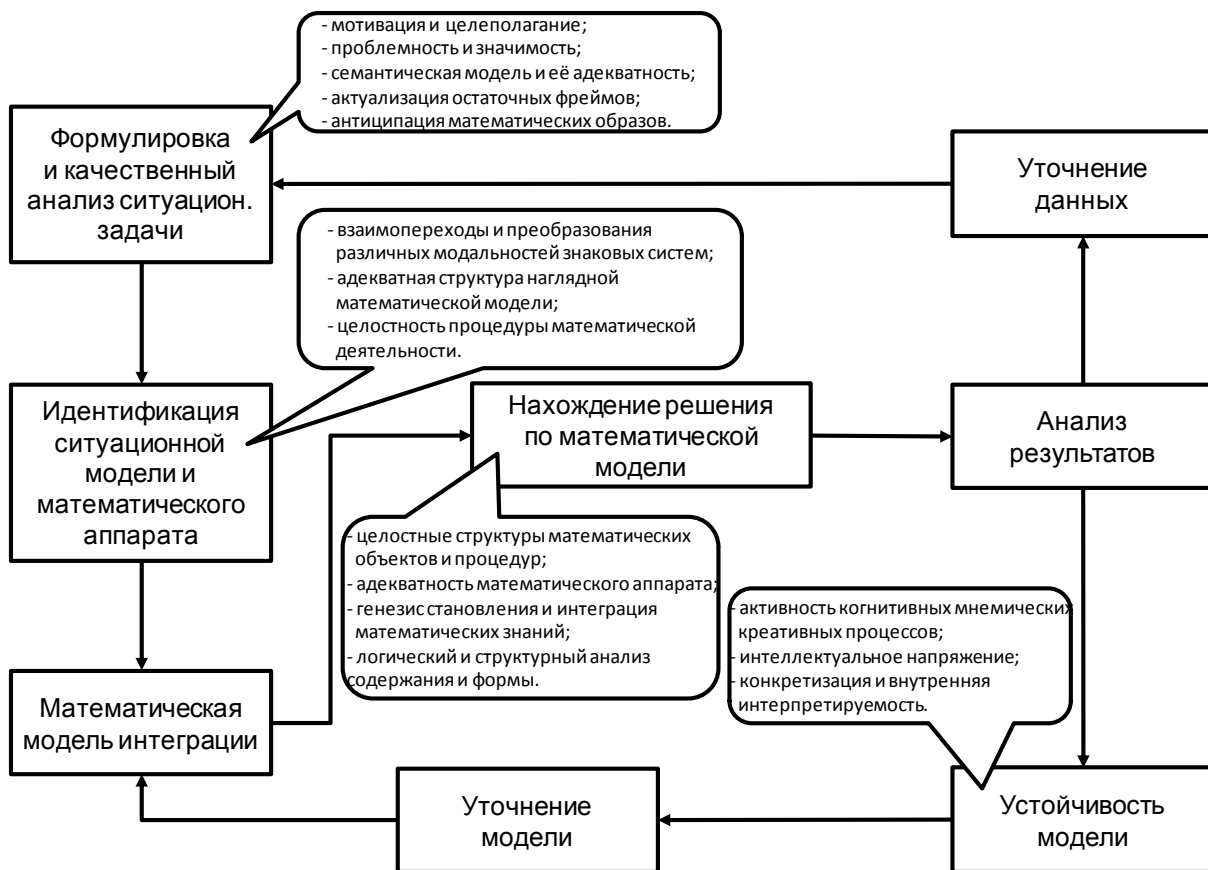 - мотивация и целеполагание;
- проблемность и значимость;
- семантическая модель и её адекватность;
- актуализация остаточных фреймов;
- антиципация математических образов.
Формулировка
и качественный
анализ ситуацион.
задачи
Уточнение
данных
- взаимопереходы и преобразования
различных модальностей знаковых систем;
- адекватная структура наглядной
математической модели;
- целостность процедуры математической
деятельности.
Идентификация
ситуационной
модели и
математического
аппарата
Нахождение решения
по математической
модели
Анализ
результатов
- целостные структуры математических
объектов и процедур;
- адекватность математического аппарата;
- генезис становления и интеграция
математических знаний;
- логический и структурный анализ
содержания и формы.
- активность когнитивных мнемических
креативных процессов;
- интеллектуальное напряжение;
- конкретизация и внутренняя
интерпретируемость.
Математическая
модель интеграции
Уточнение
модели
Устойчивость
модели